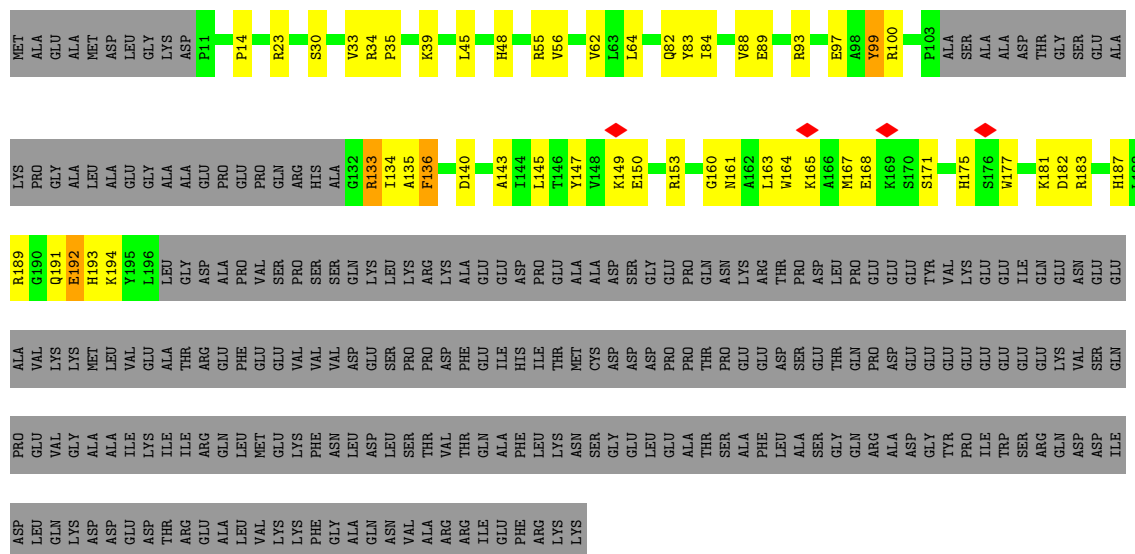 MET ALA GLU ALA MET ASP LEU GLY LYS ASP P11 P14 R23 S30 V33 R34 P35 K39 L45 H48 R55 V56 V62 L63 L64 Q82 Y83 I84 V88 E89 R93 E97 A98 Y99 R100 P103 ALA SER ALA ALA ASP THR GLY SER GLU ALA
LYS PRO GLY ALA LEU ALA ALA GLU GLY ALA ALA GLU PRO GLU PRO GLN ARG HIS ALA G132 R133 I134 A135 F136 D140 A143 I144 L145 T146 Y147 V148 K149 E150 R153 G160 N161 A162 L163 W164 K165 A166 M167 E168 K169 S170 S171 H175 S176 W177 K181 D182 R183 H187
R189 G190 Q191 E192 H193 K194 Y195 L196 LEU GLY ASP ALA PRO VAL SER PRO SER SER GLN LYS LEU LYS ARG LYS ALA GLU GLU ASP PRO GLU ALA ALA ASP SER GLY GLU PRO GLN ASN LYS ARG THR PRO ASP LEU PRO GLU GLU GLU TYR VAL LYS GLU GLU ILE GLN GLU ASN GLU GLU
ALA VAL LYS LYS MET LEU VAL GLU ALA THR ARG GLU PHE GLU GLU VAL VAL VAL ASP GLU SER PRO PRO ASP PHE GLU ILE HIS ILE THR MET CYS ASP ASP ASP PRO PRO THR PRO GLU GLU ASP SER GLU THR GLN PRO ASP GLU GLU GLU GLU GLU GLU GLU LYS VAL SER GLN
PRO GLU VAL GLY ALA ALA ILE LYS ILE ILE ARG GLN LEU MET GLU LYS PHE ASN LEU ASP LEU SER THR VAL THR GLN ALA PHE LEU LYS ASN SER GLY GLU LEU GLU ALA THR SER ALA PHE LEU ALA SER GLY GLN ARG ALA ASP GLY TYR PRO ILE TRP SER ARG GLN ASP ASP ILE
ASP LEU GLN LYS ASP ASP GLU ASP THR ARG GLU ALA LEU VAL LYS LYS PHE GLY ALA GLN ASN VAL ALA ARG ARG ILE GLU PHE ARG LYS LYS